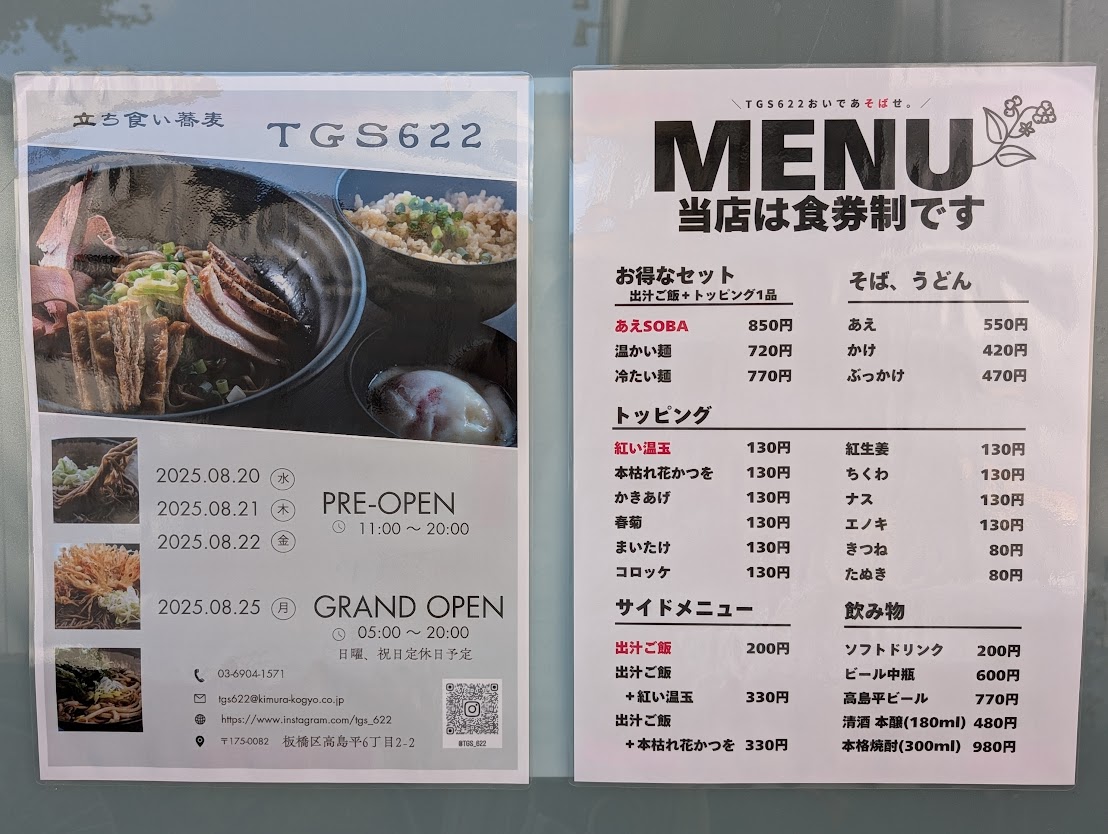 立ち食い蕎麦 TGS622
2025.08.20 水
2025.08.21 木
2025.08.22 金
PRE-OPEN
11:00 〜 20:00
2025.08.25 月
GRAND OPEN
05:00 〜 20:00
日曜、祝日定休日予定
03-6904-1571
tgs622@kimura-kogyo.co.jp
https://www.instagram.com/tgs_622
〒175-0082 板橋区高島平6丁目2-2
@TGS_622
＼TGS622おいであそばせ。／
MENU
当店は食券制です
お得なセット
出汁ご飯＋トッピング1品
あえSOBA 850円
温かい麺 720円
冷たい麺 770円
そば、うどん
あえ 550円
かけ 420円
ぶっかけ 470円
トッピング
紅い温玉 130円
本枯れ花かつを 130円
かきあげ 130円
春菊 130円
まいたけ 130円
コロッケ 130円
紅生姜 130円
ちくわ 130円
ナス 130円
エノキ 130円
きつね 80円
たぬき 80円
サイドメニュー
出汁ご飯 200円
出汁ご飯
＋紅い温玉 330円
出汁ご飯
＋本枯れ花かつを 330円
飲み物
ソフトドリンク 200円
ビール中瓶 600円
高島平ビール 770円
清酒 本醸(180ml) 480円
本格焼酎(300ml) 980円